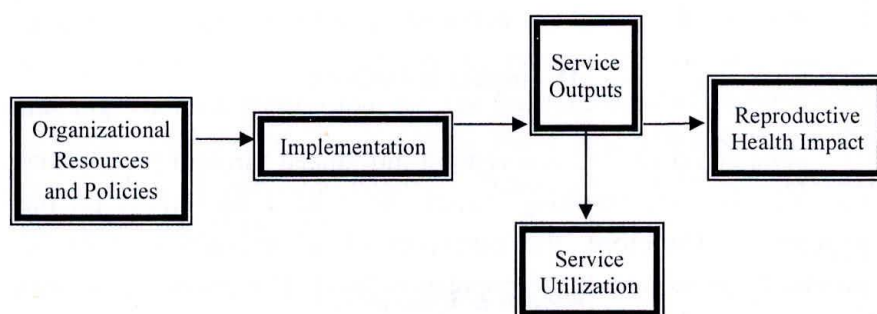 Organizational
Resources
and Policies
Implementation
Service
Outputs
Reproductive
Health Impact
Service
Utilization